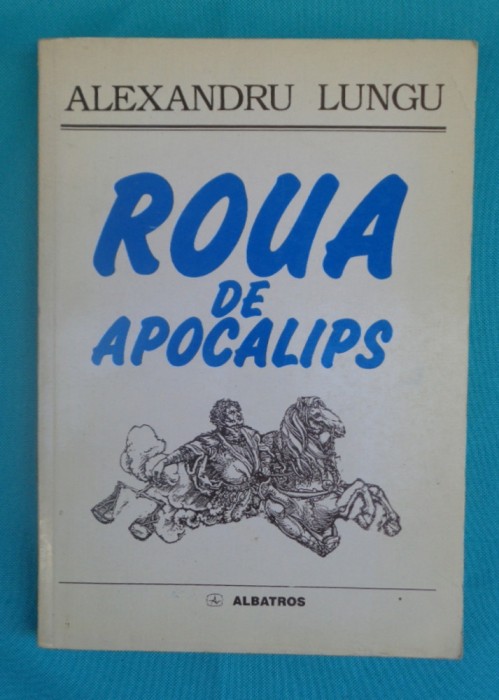 ALEXANDRU LUNGU
ROUA
DE
APOCALIPS
ALBATROS